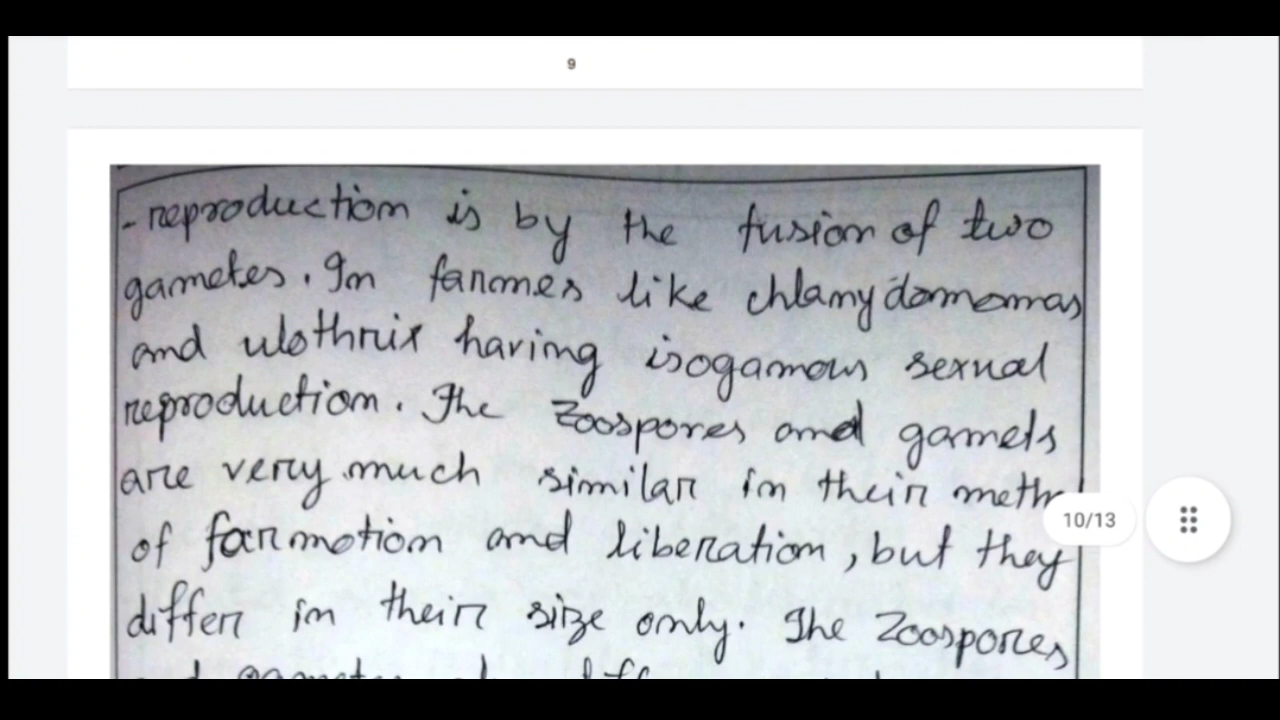 9
- reproduction is by the fusion of two
gametes. In farmes like chlamydomomas
and ulothrix having isogamous sexual
reproduction. The Zoospores and gamets
are very much similar in their meth
of farmotion and liberation, but they
differ in their size only. The Zoospores
10/13